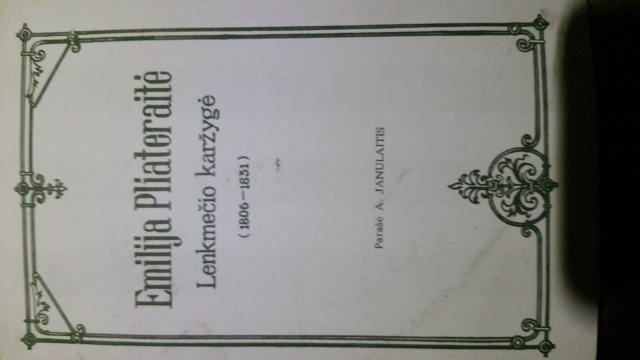 Emilija Pliateraitė
Lenkmečio karžygė
(1806—1831)
Parašė A. JANULAITIS